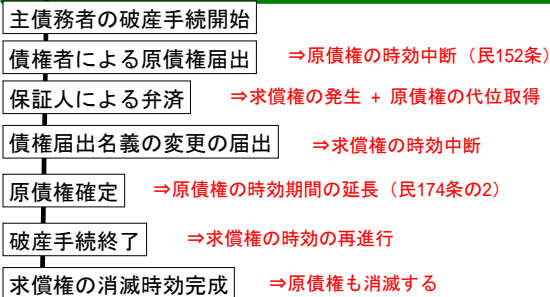 主債務者の破産手続開始
債権者による原債権届出 ⇒原債権の時効中断（民152条）
保証人による弁済 ⇒求償権の発生 + 原債権の代位取得
債権届出名義の変更の届出 ⇒求償権の時効中断
原債権確定 ⇒原債権の時効期間の延長（民174条の2）
破産手続終了 ⇒求償権の時効の再進行
求償権の消滅時効完成 ⇒原債権も消滅する